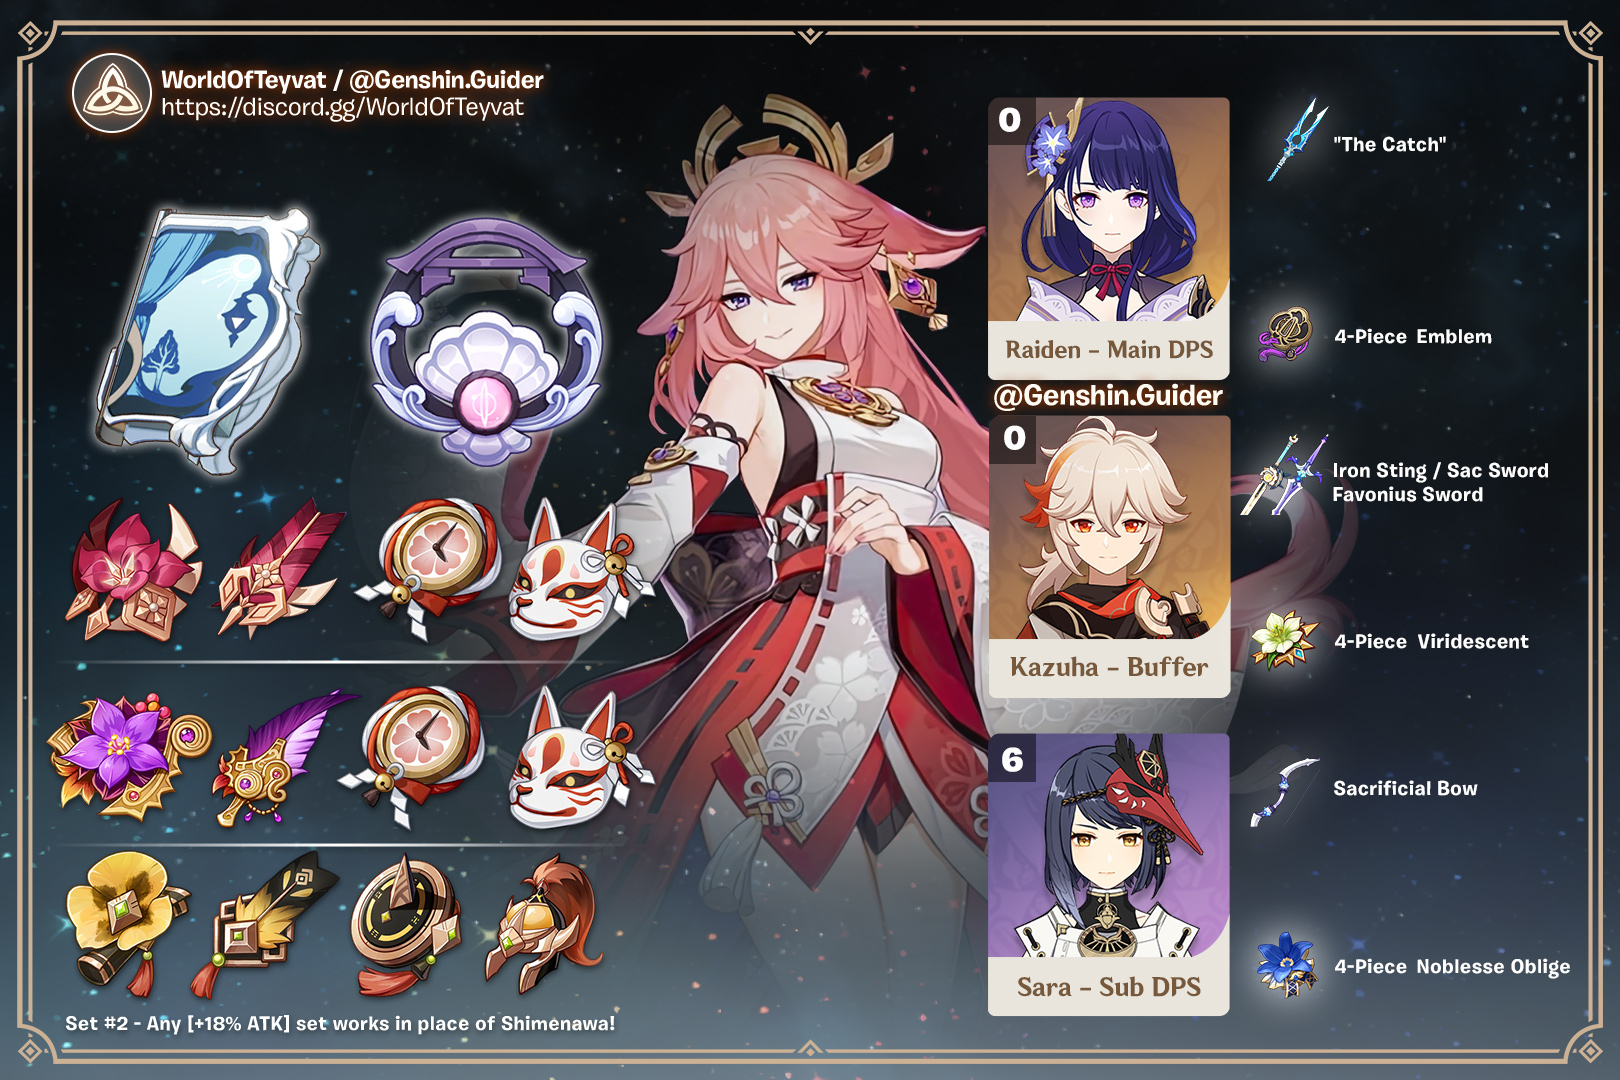 WorldOfTeyvat / @Genshin.Guider
https://discord.gg/WorldOfTeyvat
0
"The Catch"
Raiden - Main DPS
4-Piece Emblem
@Genshin.Guider
0
Iron Sting / Sac Sword
Favonius Sword
Kazuha - Buffer
4-Piece Viridescent
6
Sacrificial Bow
Sara - Sub DPS
4-Piece Noblesse Oblige
Set #2 - Any [+18% ATK] set works in place of Shimenawa!